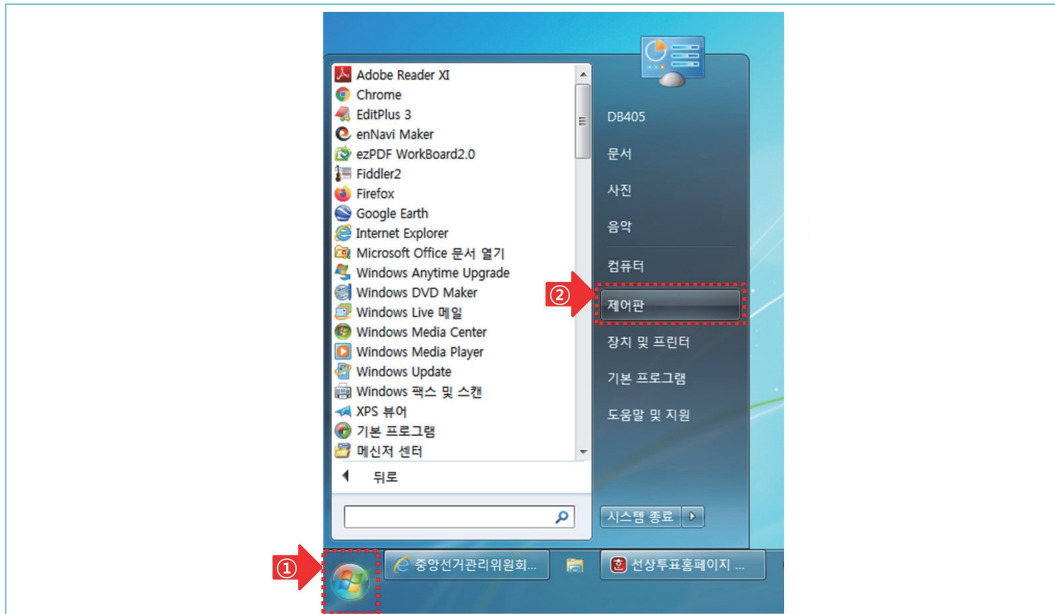 Adobe Reader XI
Chrome
EditPlus 3
enNavi Maker
ezPDF WorkBoard2.0
Fiddler2
Firefox
Google Earth
Internet Explorer
Microsoft Office 문서 열기
Windows Anytime Upgrade
Windows DVD Maker
Windows Live 메일
Windows Media Center
Windows Media Player
Windows Update
Windows 팩스 및 스캔
XPS 뷰어
기본 프로그램
메신저 센터
뒤로
DB405
문서
사진
음악
컴퓨터
②
제어판
장치 및 프린터
기본 프로그램
도움말 및 지원
시스템 종료
①
중앙선거관리위원회...
선상투표홈페이지 ...